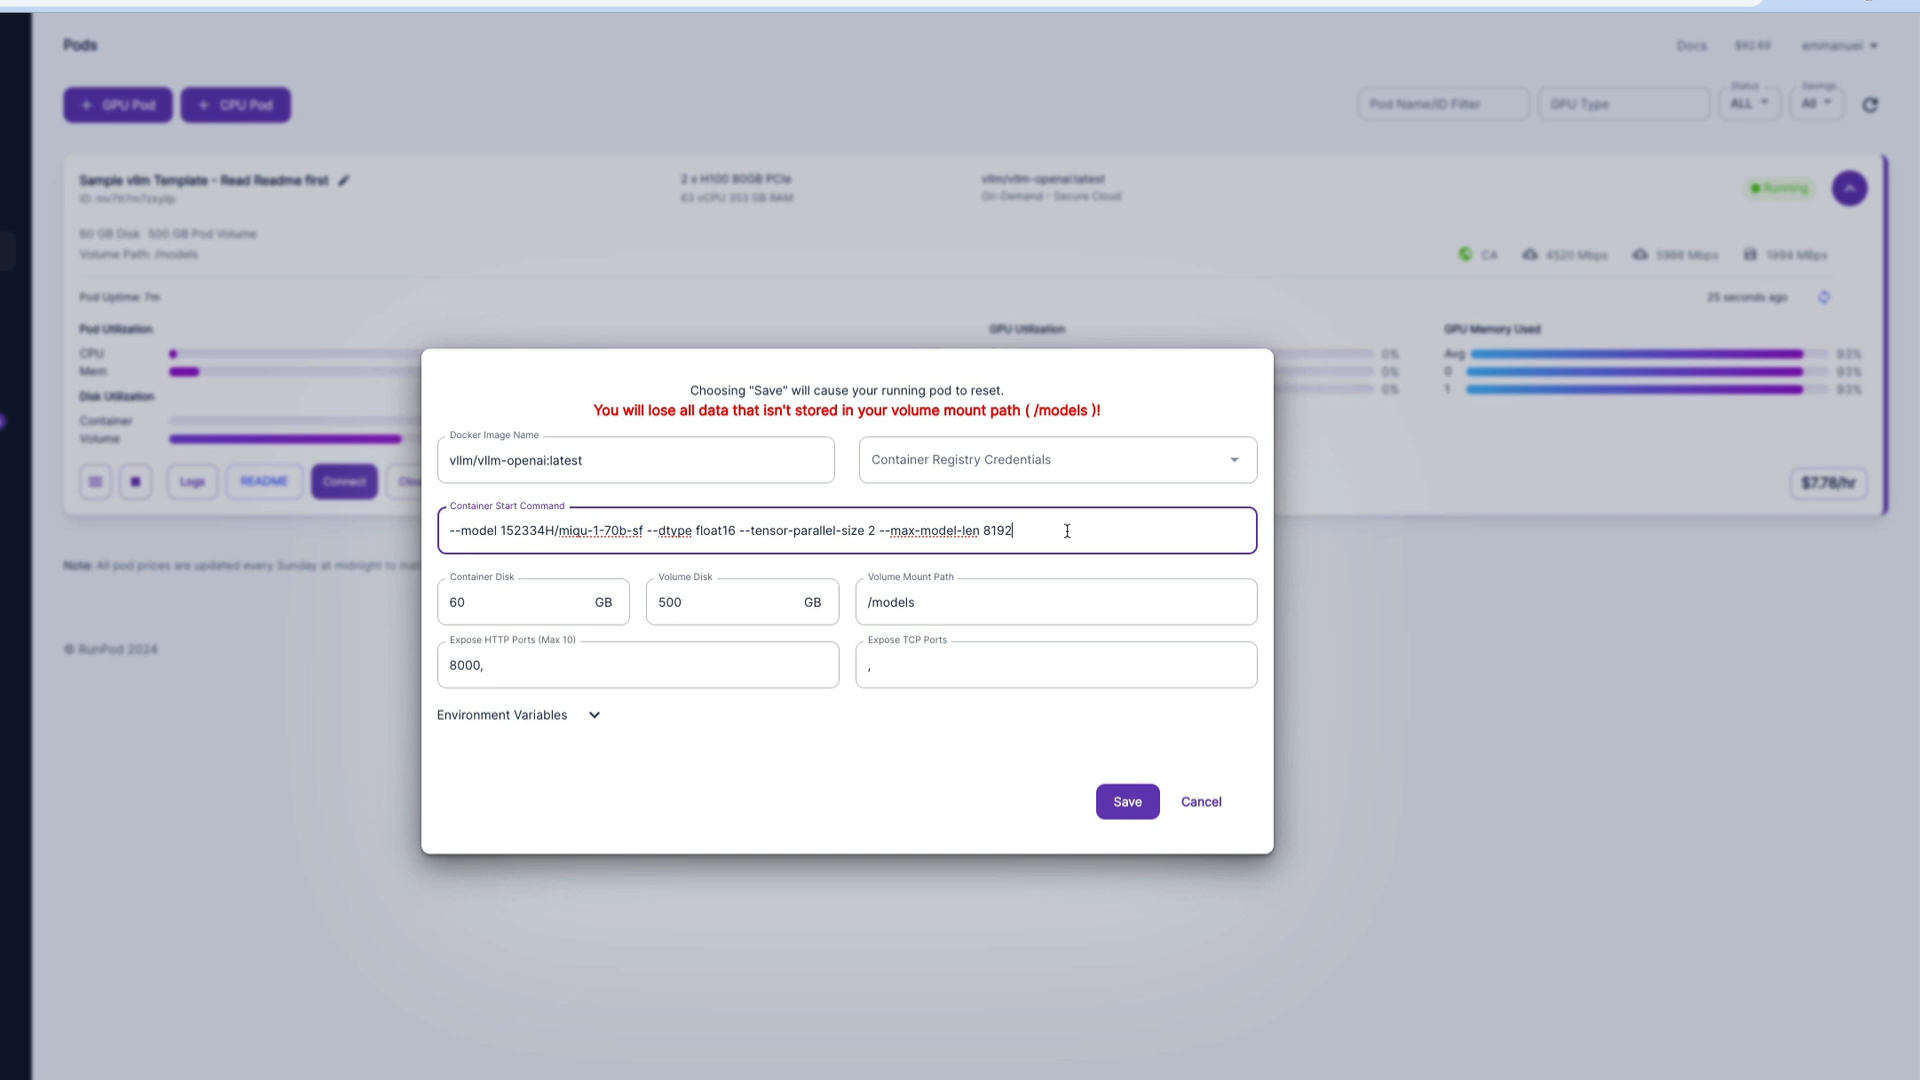 Pods
Docs
$92.69
emmanuel
+ GPU Pod
+ CPU Pod
Pod Name/ID Filter
GPU Type
Status
ALL
Savings
All
Sample vllm Template - Read Readme first
2 x H100 80GB PCIe
vllm/vllm-openai:latest
Running
63 vCPU 353 GB RAM
On-Demand - Secure Cloud
60 GB Disk 500 GB Pod Volume
Volume Path: /models
CA
4520 Mbps
1994 MBps
Pod Uptime: 7m
25 seconds ago
Pod Utilization
GPU Utilization
GPU Memory Used
CPU
0%
Avg
93%
Mem
0%
0
93%
Disk Utilization
0%
1
93%
Container
Volume
Logs
README
Connect
Clou
$7.78/hr
Note: All pod prices are updated every Sunday at midnight to
© RunPod 2024
Choosing "Save" will cause your running pod to reset.
You will lose all data that isn't stored in your volume mount path ( /models )!
Docker Image Name
vllm/vllm-openai:latest
Container Registry Credentials
Container Start Command
--model 152334H/miqu-1-70b-sf --dtype float16 --tensor-parallel-size 2 --max-model-len 8192
Container Disk
60 GB
Volume Disk
500 GB
Volume Mount Path
/models
Expose HTTP Ports (Max 10)
8000,
Expose TCP Ports
,
Environment Variables
Save
Cancel